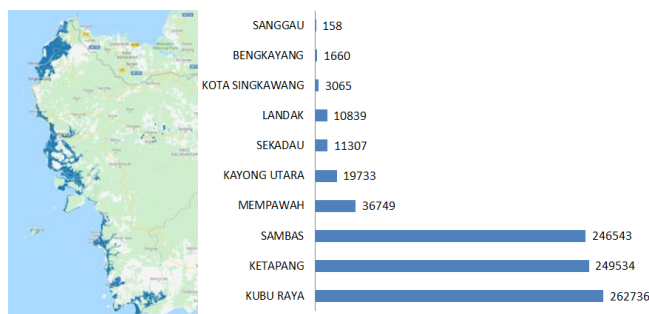 SANGGAU 158
BENGKAYANG 1660
KOTA SINGKAWANG 3065
LANDAK 10839
SEKADAU 11307
KAYONG UTARA 19733
MEMPAWAH 36749
SAMBAS 246543
KETAPANG 249534
KUBU RAYA 262736